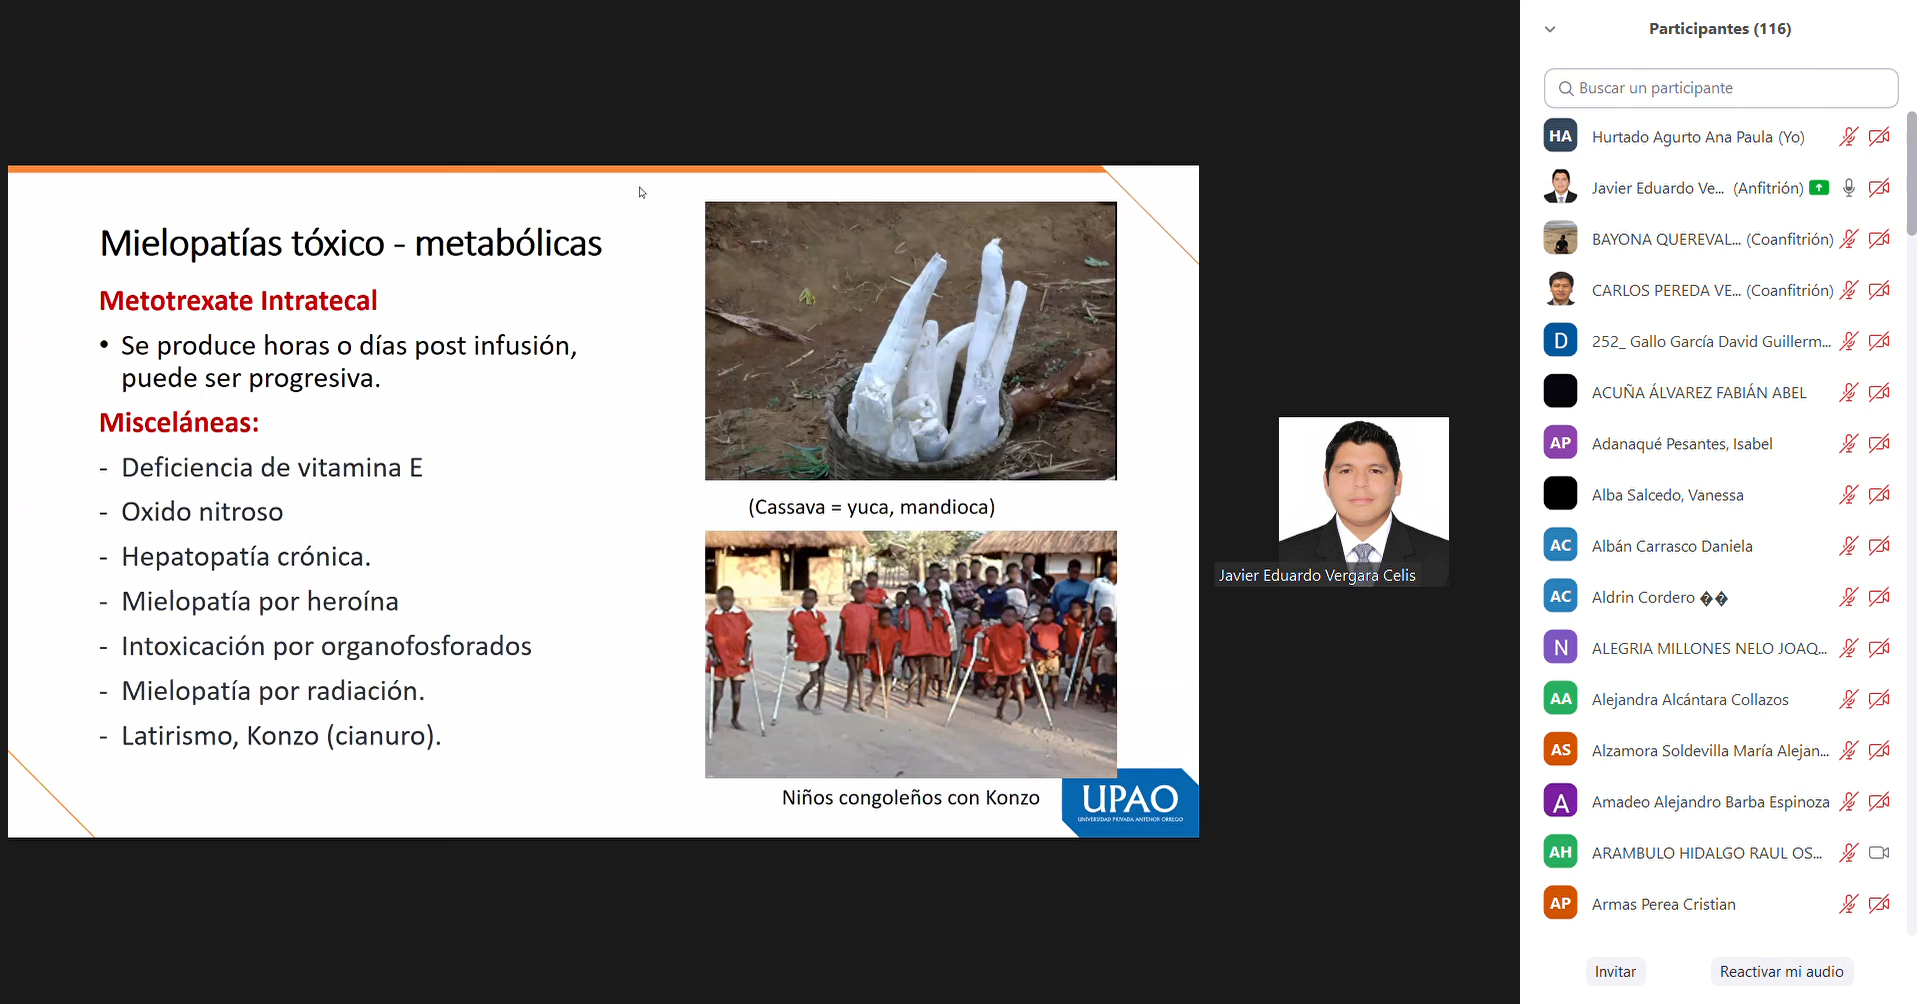 Mielopatías tóxico - metabólicas
Metotrexate Intratecal
• Se produce horas o días post infusión,
puede ser progresiva.
Misceláneas:
- Deficiencia de vitamina E
- Oxido nitroso
- Hepatopatía crónica.
- Mielopatía por heroína
- Intoxicación por organofosforados
- Mielopatía por radiación.
- Latirismo, Konzo (cianuro).
(Cassava = yuca, mandioca)
Niños congoleños con Konzo
UPAO
UNIVERSIDAD PRIVADA ANTENOR ORREGO
Javier Eduardo Vergara Celis
Participantes (116)
Buscar un participante
HA Hurtado Agurto Ana Paula (Yo)
Javier Eduardo Ve... (Anfitrión)
BAYONA QUEREVAL... (Coanfitrión)
CARLOS PEREDA VE... (Coanfitrión)
D 252_ Gallo García David Guillerm...
ACUÑA ÁLVAREZ FABIÁN ABEL
AP Adanaqué Pesantes, Isabel
Alba Salcedo, Vanessa
AC Albán Carrasco Daniela
AC Aldrin Cordero ��
N ALEGRIA MILLONES NELO JOAQ...
AA Alejandra Alcántara Collazos
AS Alzamora Soldevilla María Alejan...
A Amadeo Alejandro Barba Espinoza
AH ARAMBULO HIDALGO RAUL OS...
AP Armas Perea Cristian
Invitar
Reactivar mi audio